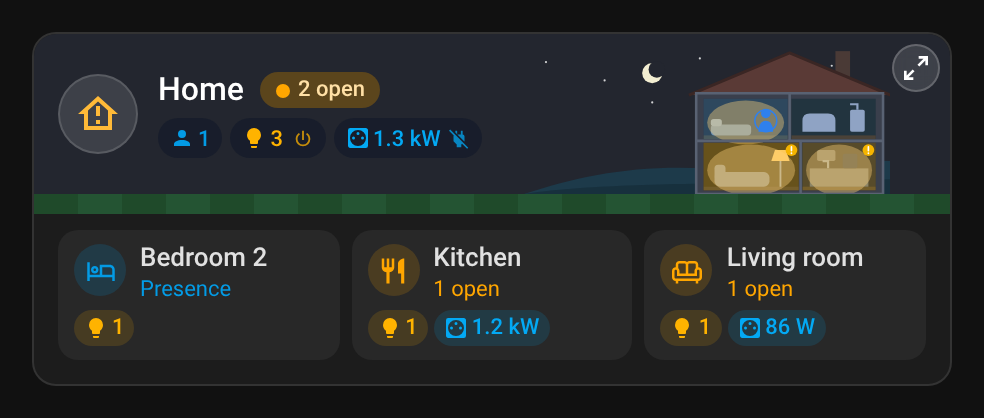 Home
2 open
1
3
1.3 kW
Bedroom 2
Presence
1
Kitchen
1 open
1
1.2 kW
Living room
1 open
1
86 W